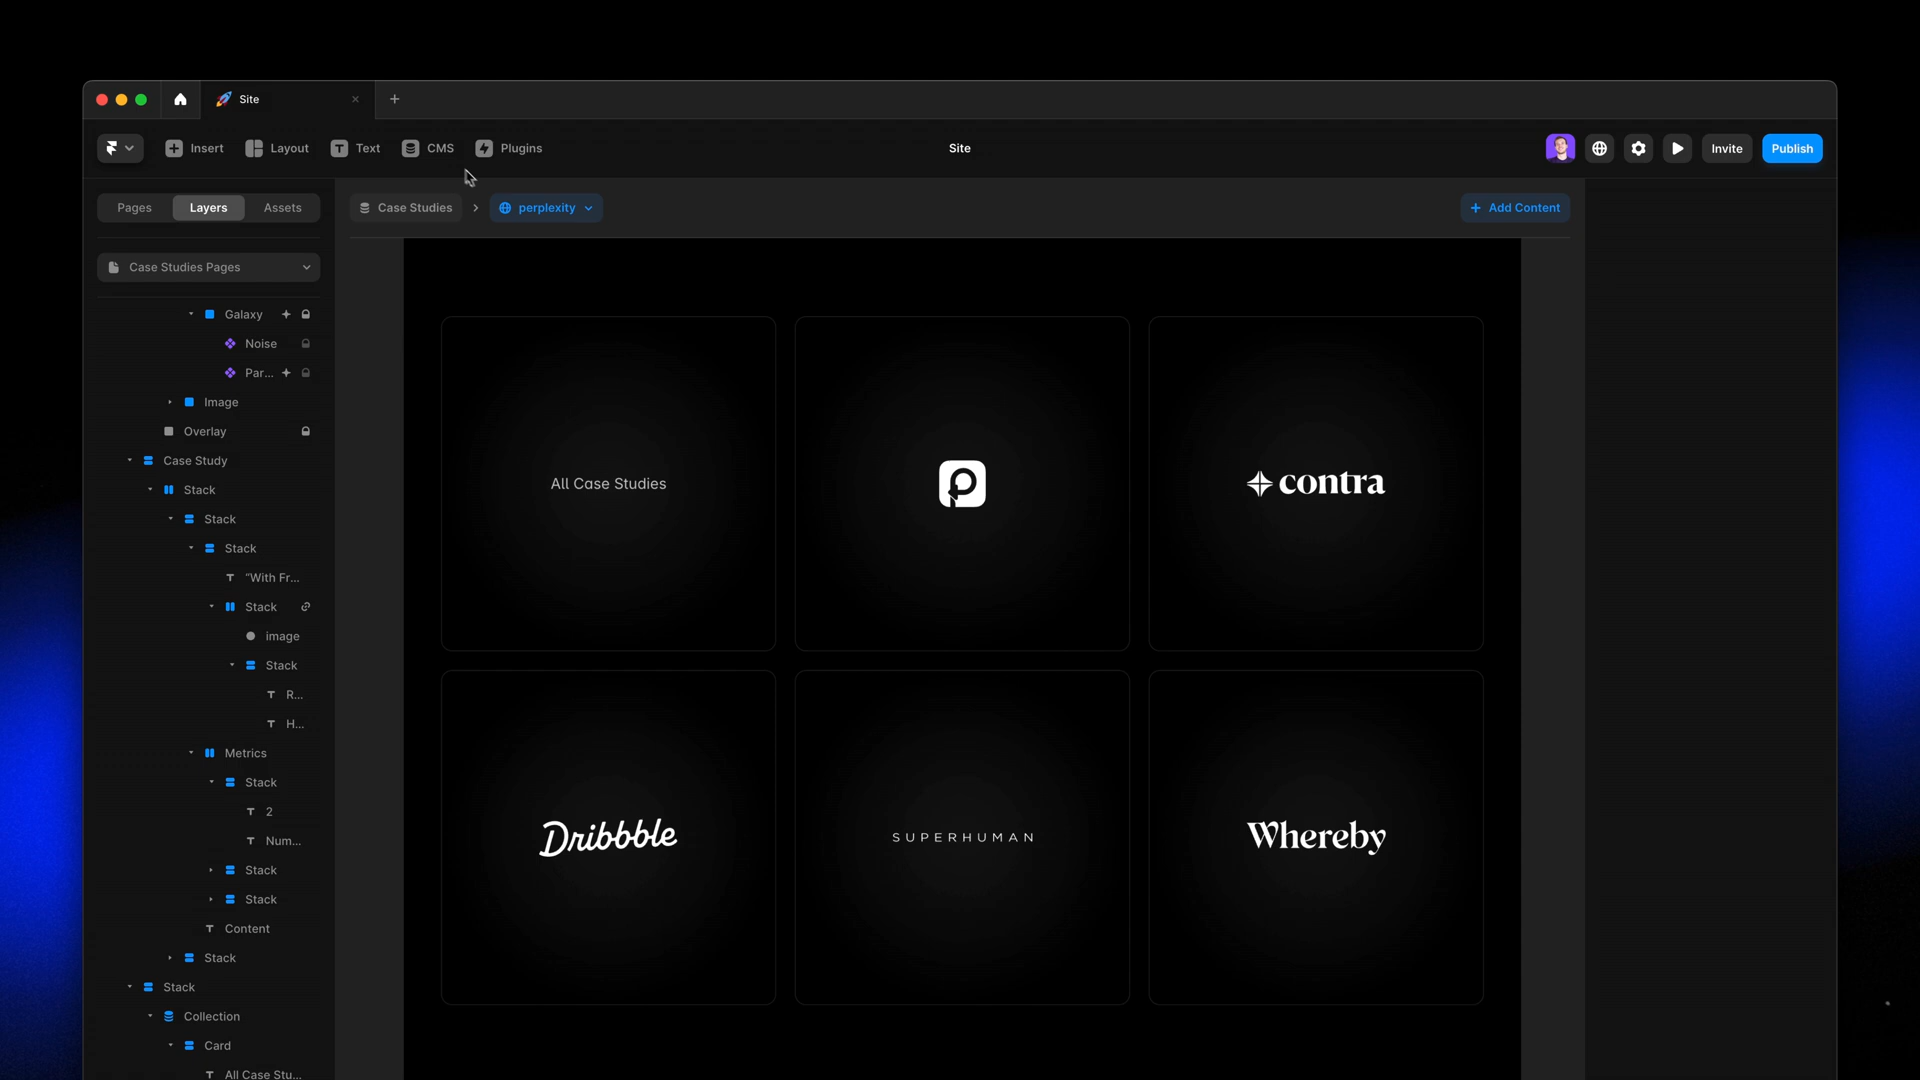 Site
Insert
Layout
Text
CMS
Plugins
Site
Invite
Publish
Pages
Layers
Assets
Case Studies
perplexity
Add Content
Case Studies Pages
Galaxy
Noise
Par...
Image
Overlay
Case Study
Stack
Stack
Stack
“With Fr...
Stack
image
Stack
R...
H...
Metrics
Stack
2
Num...
Stack
Stack
Content
Stack
Stack
Collection
Card
All Case Stu...
All Case Studies
contra
Dribbble
SUPERHUMAN
Whereby